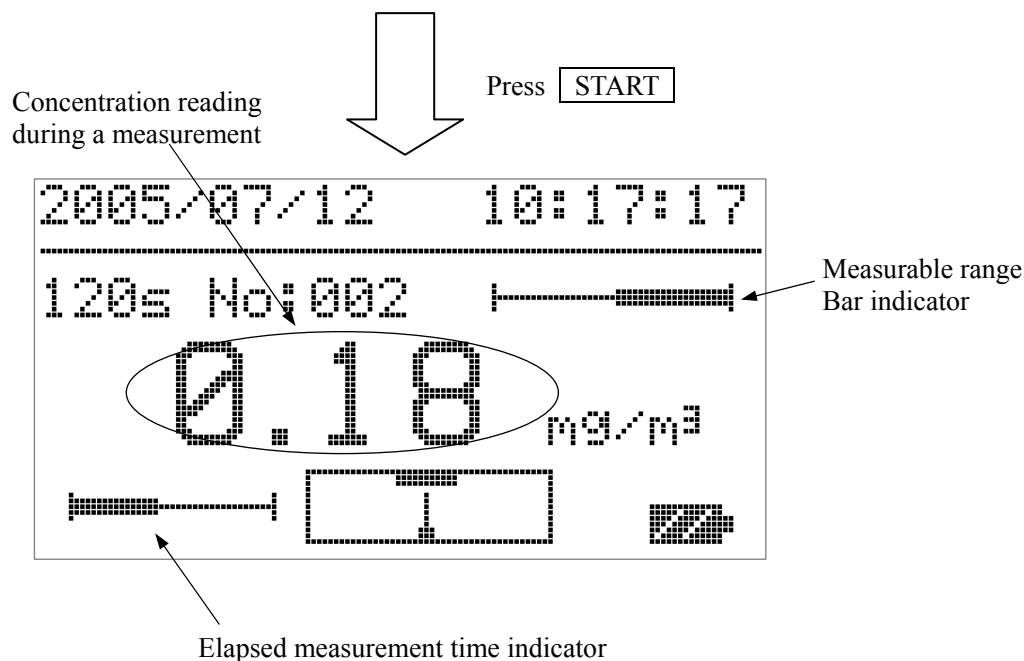 Press START
Concentration reading
during a measurement
2005/07/12 10:17:17
120s No:002
Measurable range
Bar indicator
0.18 mg/m³
Elapsed measurement time indicator